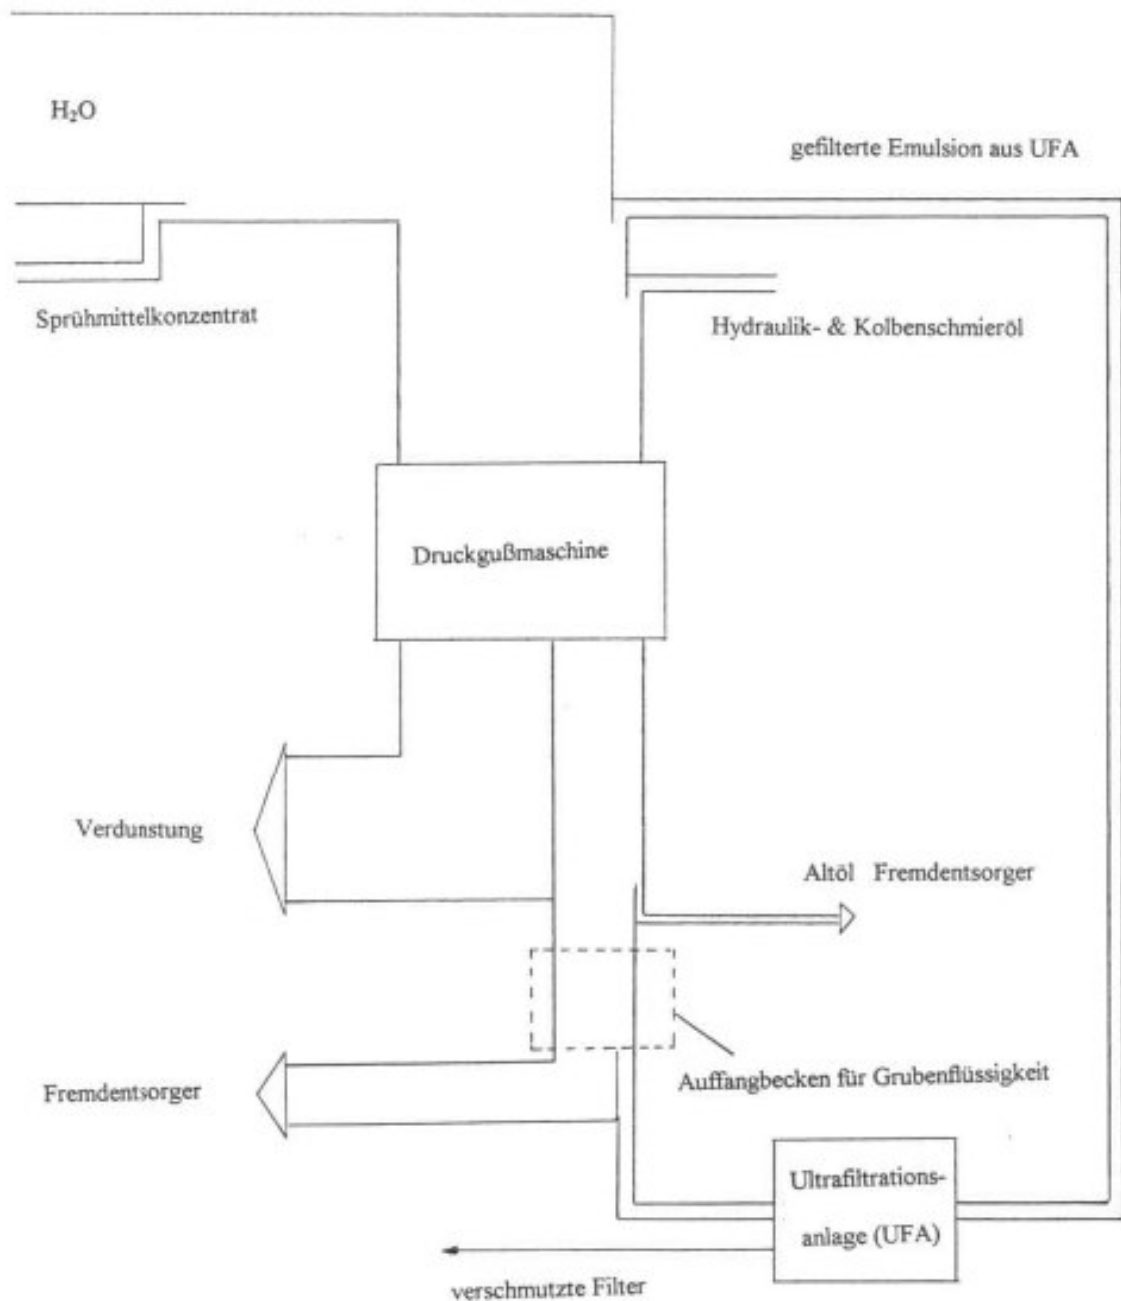 H₂O
gefilterte Emulsion aus UFA
Sprühmittelkonzentrat
Hydraulik- & Kolbenschmieröl
Druckgußmaschine
Verdunstung
Altöl Fremdentsorger
Auffangbecken für Grubenflüssigkeit
Fremdentsorger
Ultrafiltrations-
anlage (UFA)
verschmutzte Filter